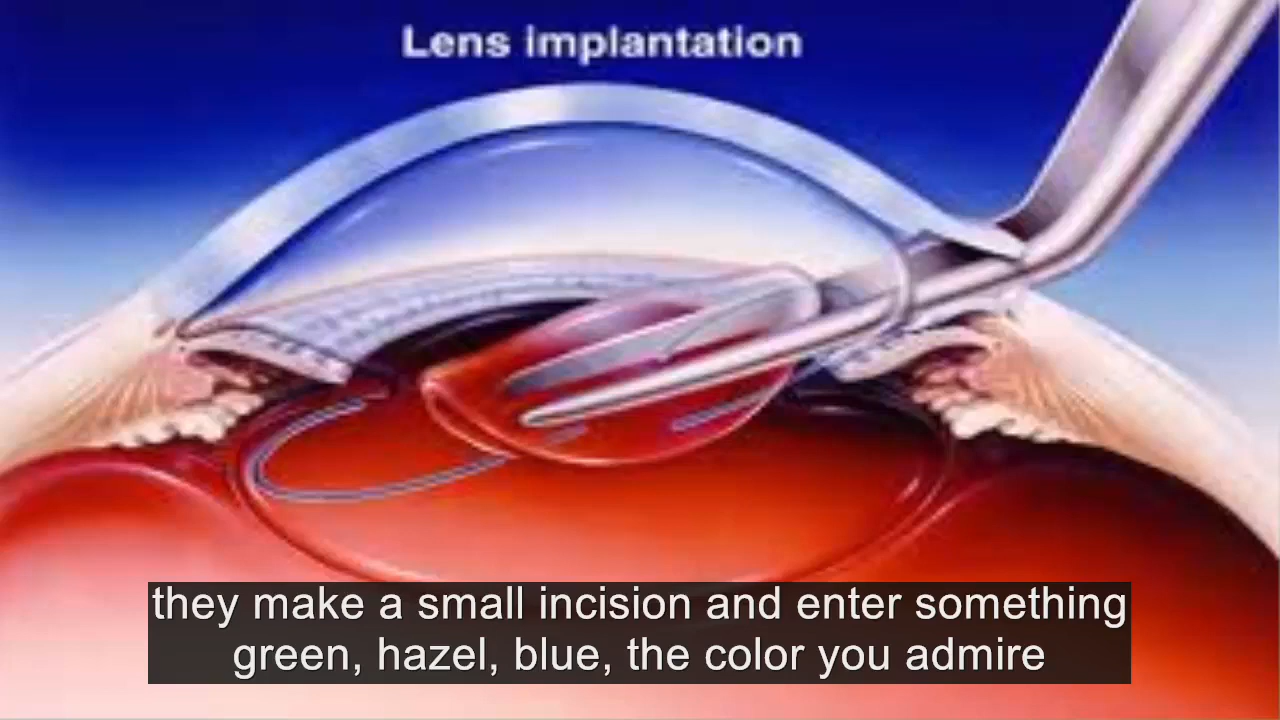 Lens implantation
they make a small incision and enter something
green, hazel, blue, the color you admire